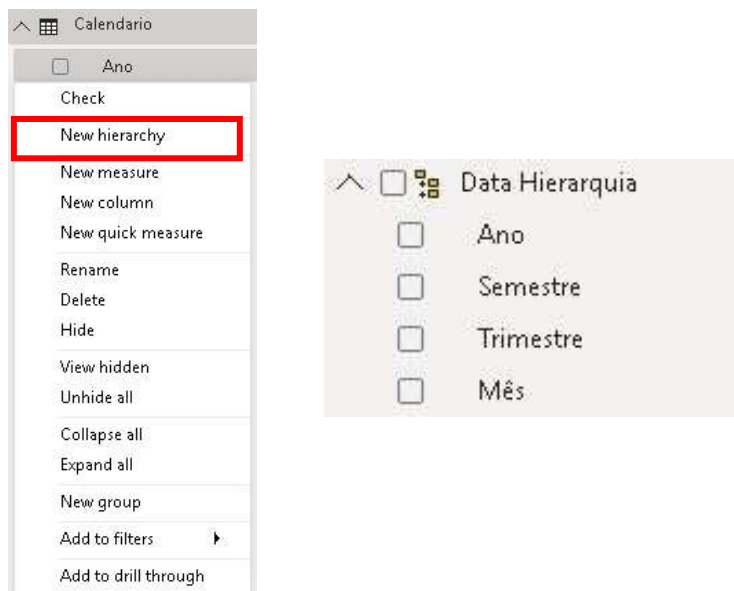 Calendario
Ano
Check
New hierarchy
New measure
New column
New quick measure
Rename
Delete
Hide
View hidden
Unhide all
Collapse all
Expand all
New group
Add to filters
Add to drill through
Data Hierarquia
Ano
Semestre
Trimestre
Mês